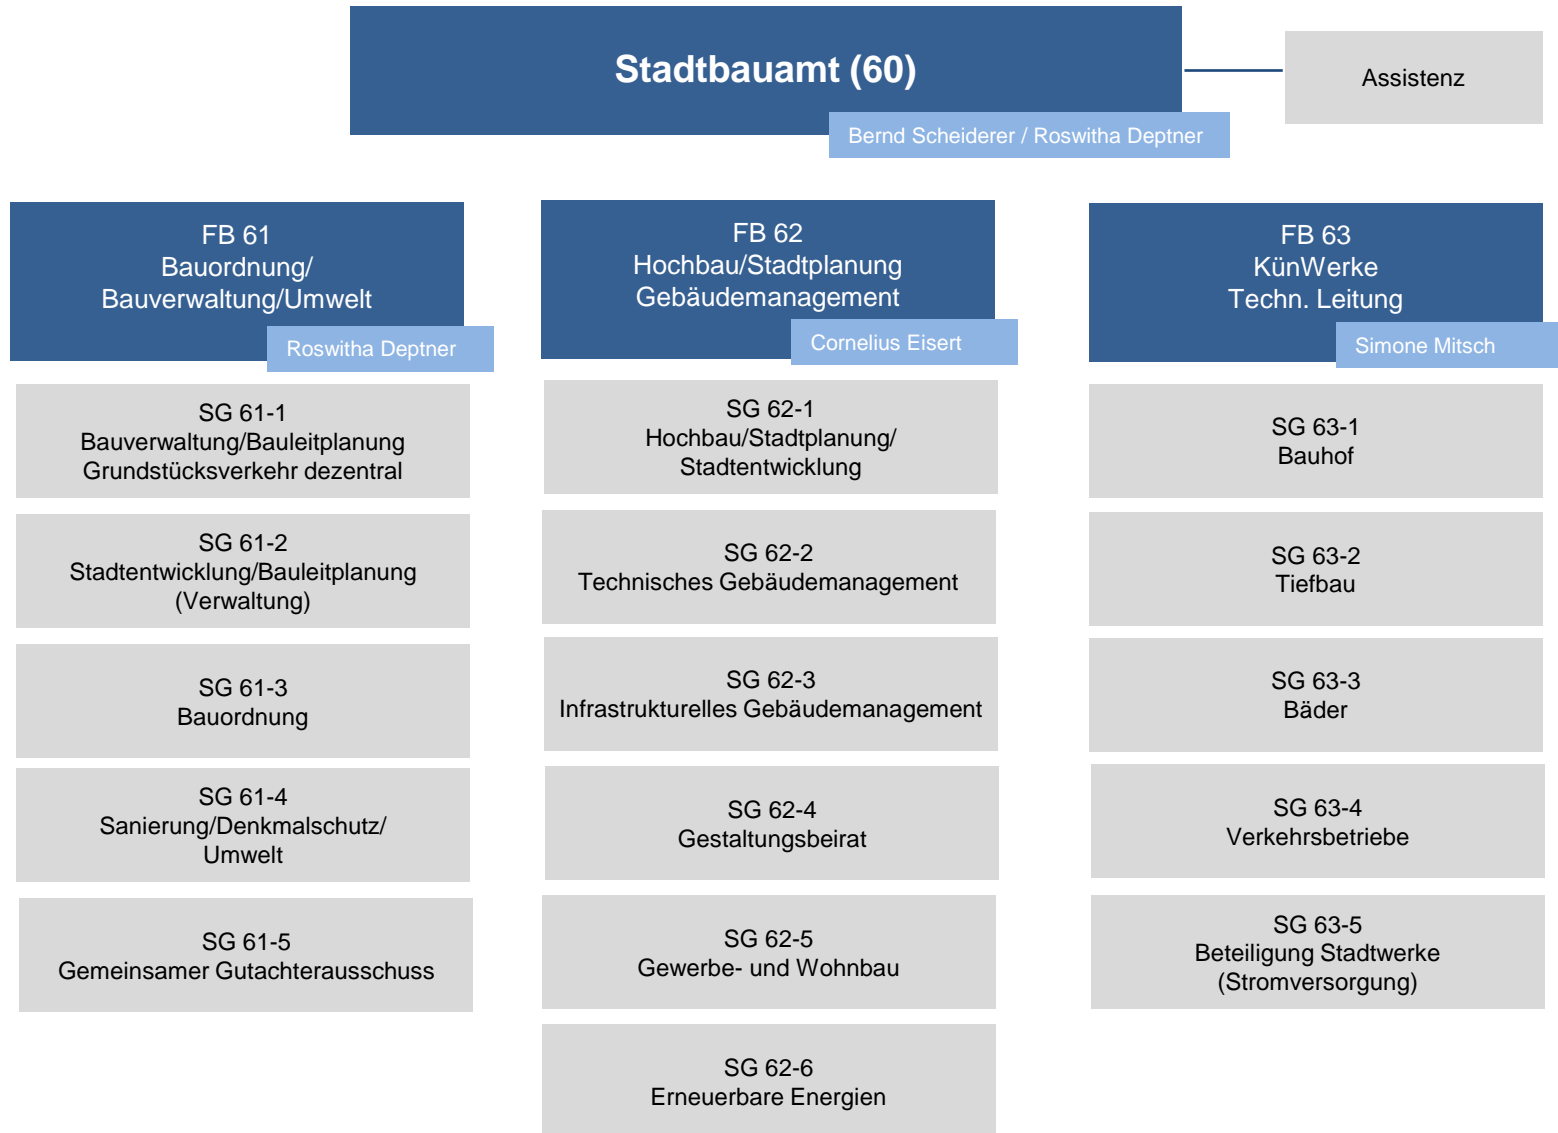 Stadtbauamt (60)
Bernd Scheiderer / Roswitha Deptner
Assistenz
FB 61
Bauordnung/
Bauverwaltung/Umwelt
Roswitha Deptner
SG 61-1
Bauverwaltung/Bauleitplanung
Grundstücksverkehr dezentral
SG 61-2
Stadtentwicklung/Bauleitplanung
(Verwaltung)
SG 61-3
Bauordnung
SG 61-4
Sanierung/Denkmalschutz/
Umwelt
SG 61-5
Gemeinsamer Gutachterausschuss
FB 62
Hochbau/Stadtplanung
Gebäudemanagement
Cornelius Eisert
SG 62-1
Hochbau/Stadtplanung/
Stadtentwicklung
SG 62-2
Technisches Gebäudemanagement
SG 62-3
Infrastrukturelles Gebäudemanagement
SG 62-4
Gestaltungsbeirat
SG 62-5
Gewerbe- und Wohnbau
SG 62-6
Erneuerbare Energien
FB 63
KünWerke
Techn. Leitung
Simone Mitsch
SG 63-1
Bauhof
SG 63-2
Tiefbau
SG 63-3
Bäder
SG 63-4
Verkehrsbetriebe
SG 63-5
Beteiligung Stadtwerke
(Stromversorgung)